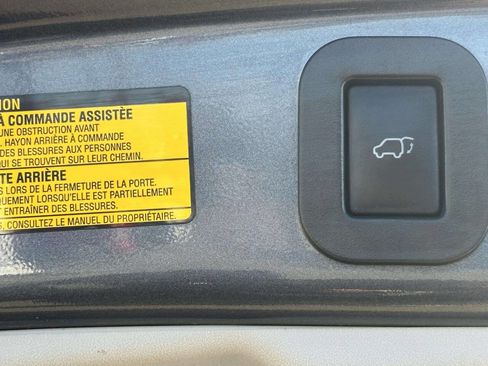 ION
À COMMANDE ASSISTÉE
UNE OBSTRUCTION AVANT
. HAYON ARRIÈRE À COMMANDE
DES BLESSURES AUX PERSONNES
QUI SE TROUVENT SUR LEUR CHEMIN.
TE ARRIÈRE
S LORS DE LA FERMETURE DE LA PORTE.
QUEMENT LORSQU'ELLE EST PARTIELLEMENT
T ENTRAÎNER DES BLESSURES.
S, CONSULTEZ LE MANUEL DU PROPRIÉTAIRE.